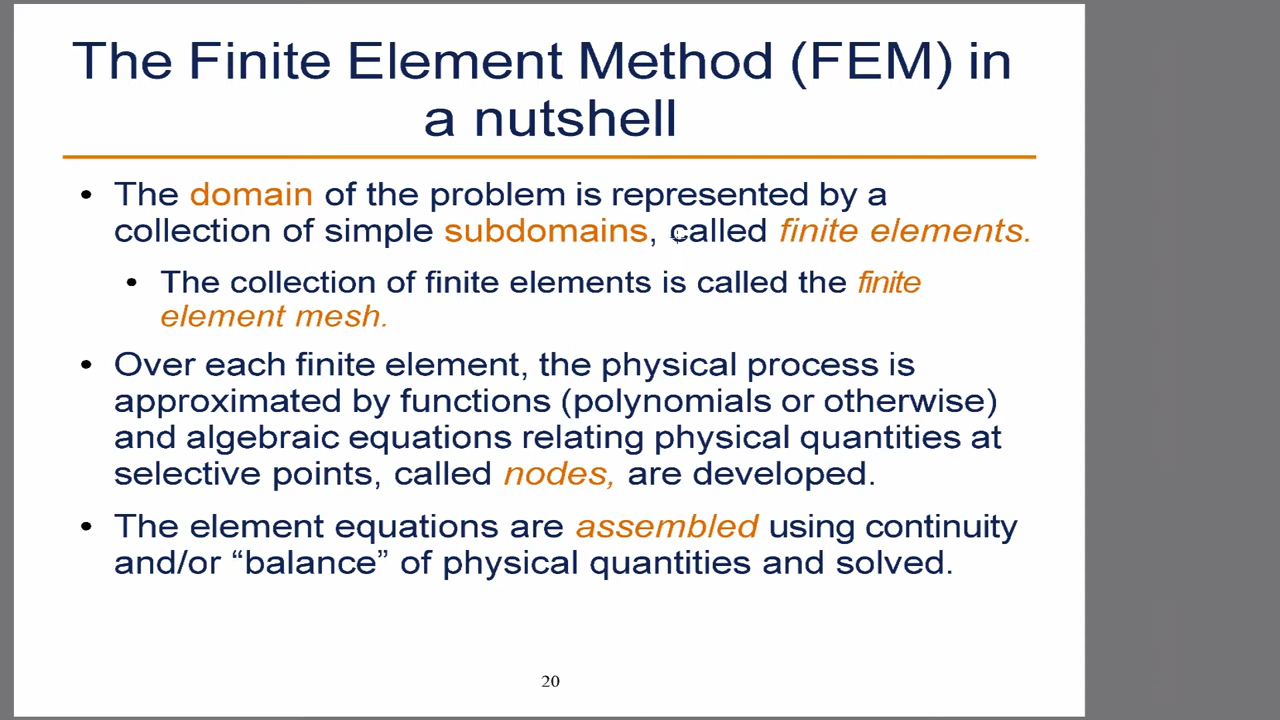 The Finite Element Method (FEM) in
a nutshell
• The domain of the problem is represented by a
collection of simple subdomains, called finite elements.
• The collection of finite elements is called the finite
element mesh.
• Over each finite element, the physical process is
approximated by functions (polynomials or otherwise)
and algebraic equations relating physical quantities at
selective points, called nodes, are developed.
• The element equations are assembled using continuity
and/or “balance” of physical quantities and solved.
20